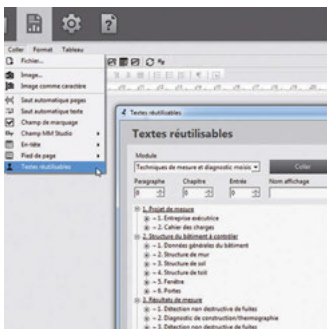 Coller Format Tableau
Fichier...
Image...
Image comme caractère
Saut automatique pages
Saut automatique texte
Champ de marquage
Champ MM Studio
En-tête
Pied de page
Textes réutilisables
Textes réutilisables
Textes réutilisables
Module
Techniques de mesure et diagnostic moisis
Coller
Paragraphe Chapitre Entrée Nom affichage
0 0 0
1. Projet de mesure
1. Entreprise exécutrice
2. Cahier des charges
2. Structure du bâtiment à contrôler
1. Données générales du bâtiment
2. Structure de mur
3. Structure de sol
4. Structure de toit
5. Fenêtre
6. Portes
3. Résultats de mesure
1. Détection non destructive de fuites
2. Diagnostic de construction/thermographie
3. Détection non destructive de fuites